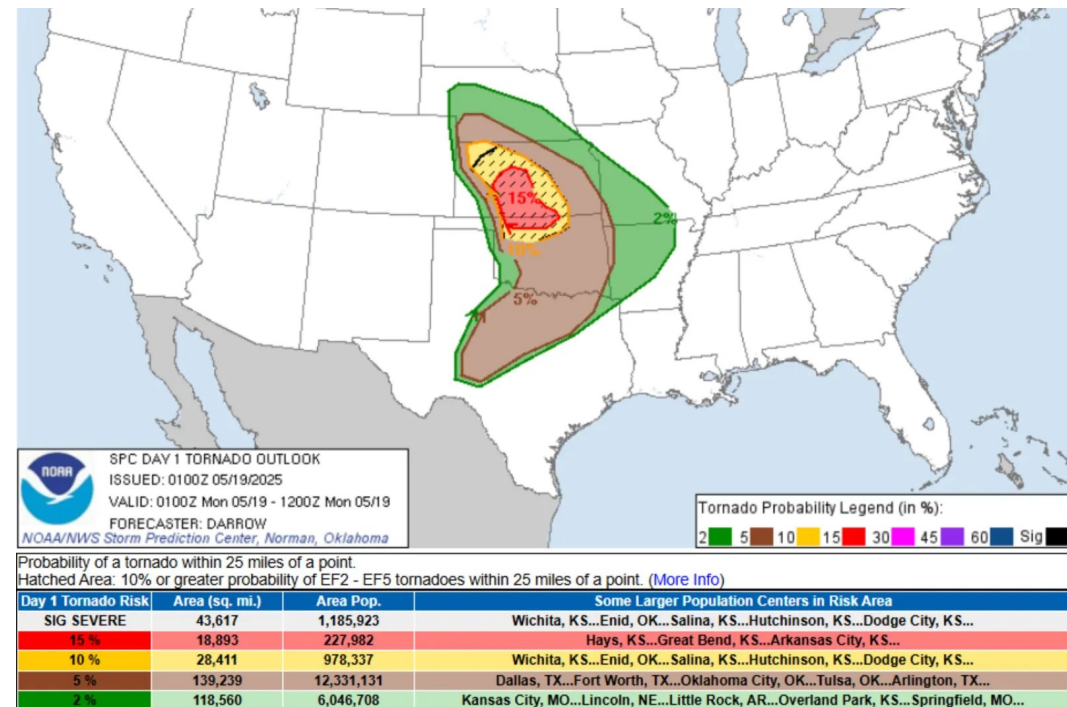 15%
2%
10%
5%
NOAA
SPC DAY 1 TORNADO OUTLOOK
ISSUED: 0100Z 05/19/2025
VALID: 0100Z Mon 05/19 - 1200Z Mon 05/19
FORECASTER: DARROW
NOAA/NWS Storm Prediction Center, Norman, Oklahoma
Tornado Probability Legend (in %):
2 5 10 15 30 45 60 Sig
Probability of a tornado within 25 miles of a point.
Hatched Area: 10% or greater probability of EF2 - EF5 tornadoes within 25 miles of a point. (More Info)
Day 1 Tornado Risk Area (sq. mi.) Area Pop. Some Larger Population Centers in Risk Area
SIG SEVERE 43,617 1,185,923 Wichita, KS...Enid, OK...Salina, KS...Hutchinson, KS...Dodge City, KS...
15 % 18,893 227,982 Hays, KS...Great Bend, KS...Arkansas City, KS...
10 % 28,411 978,337 Wichita, KS...Enid, OK...Salina, KS...Hutchinson, KS...Dodge City, KS...
5 % 139,239 12,331,131 Dallas, TX...Fort Worth, TX...Oklahoma City, OK...Tulsa, OK...Arlington, TX...
2 % 118,560 6,046,708 Kansas City, MO...Lincoln, NE...Little Rock, AR...Overland Park, KS...Springfield, MO...